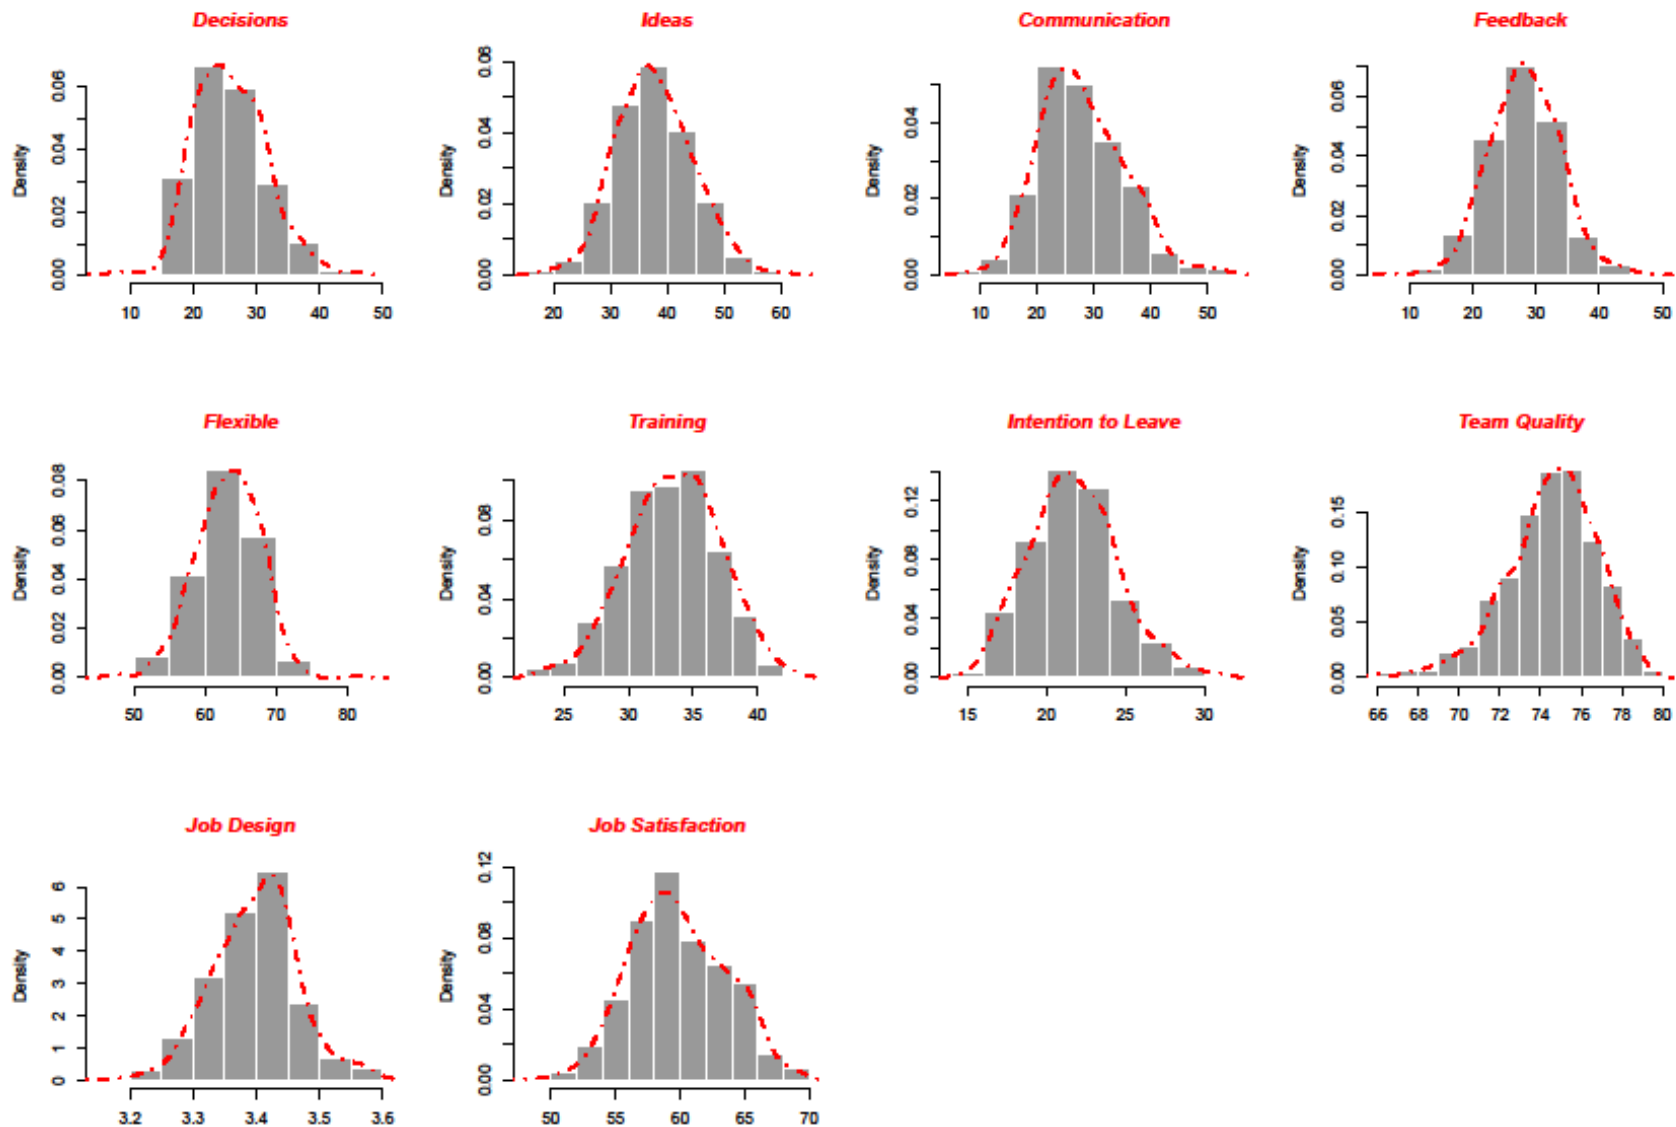 Decisions Ideas Communication Feedback
Density 0.00 0.02 0.04 0.06
10 20 30 40 50
Density 0.00 0.02 0.04 0.06
20 30 40 50 60
Density 0.00 0.02 0.04
10 20 30 40 50
Density 0.00 0.02 0.04 0.06
10 20 30 40 50
Flexible Training Intention to Leave Team Quality
Density 0.00 0.02 0.04 0.06 0.08
50 60 70 80
Density 0.00 0.04 0.08
25 30 35 40
Density 0.00 0.04 0.08 0.12
15 20 25 30
Density 0.00 0.05 0.10 0.15
66 68 70 72 74 76 78 80
Job Design Job Satisfaction
Density 0 1 2 3 4 5 6
3.2 3.3 3.4 3.5 3.6
Density 0.00 0.04 0.08 0.12
50 55 60 65 70